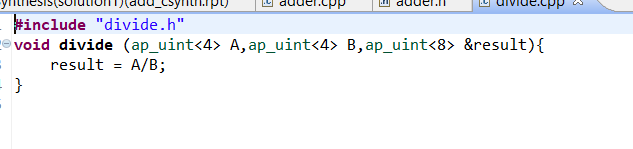 synthesis(solution1)(add_csynth.rpt) adder.cpp adder.h divide.cpp
#include "divide.h"
void divide (ap_uint<4> A,ap_uint<4> B,ap_uint<8> &result){
result = A/B;
}